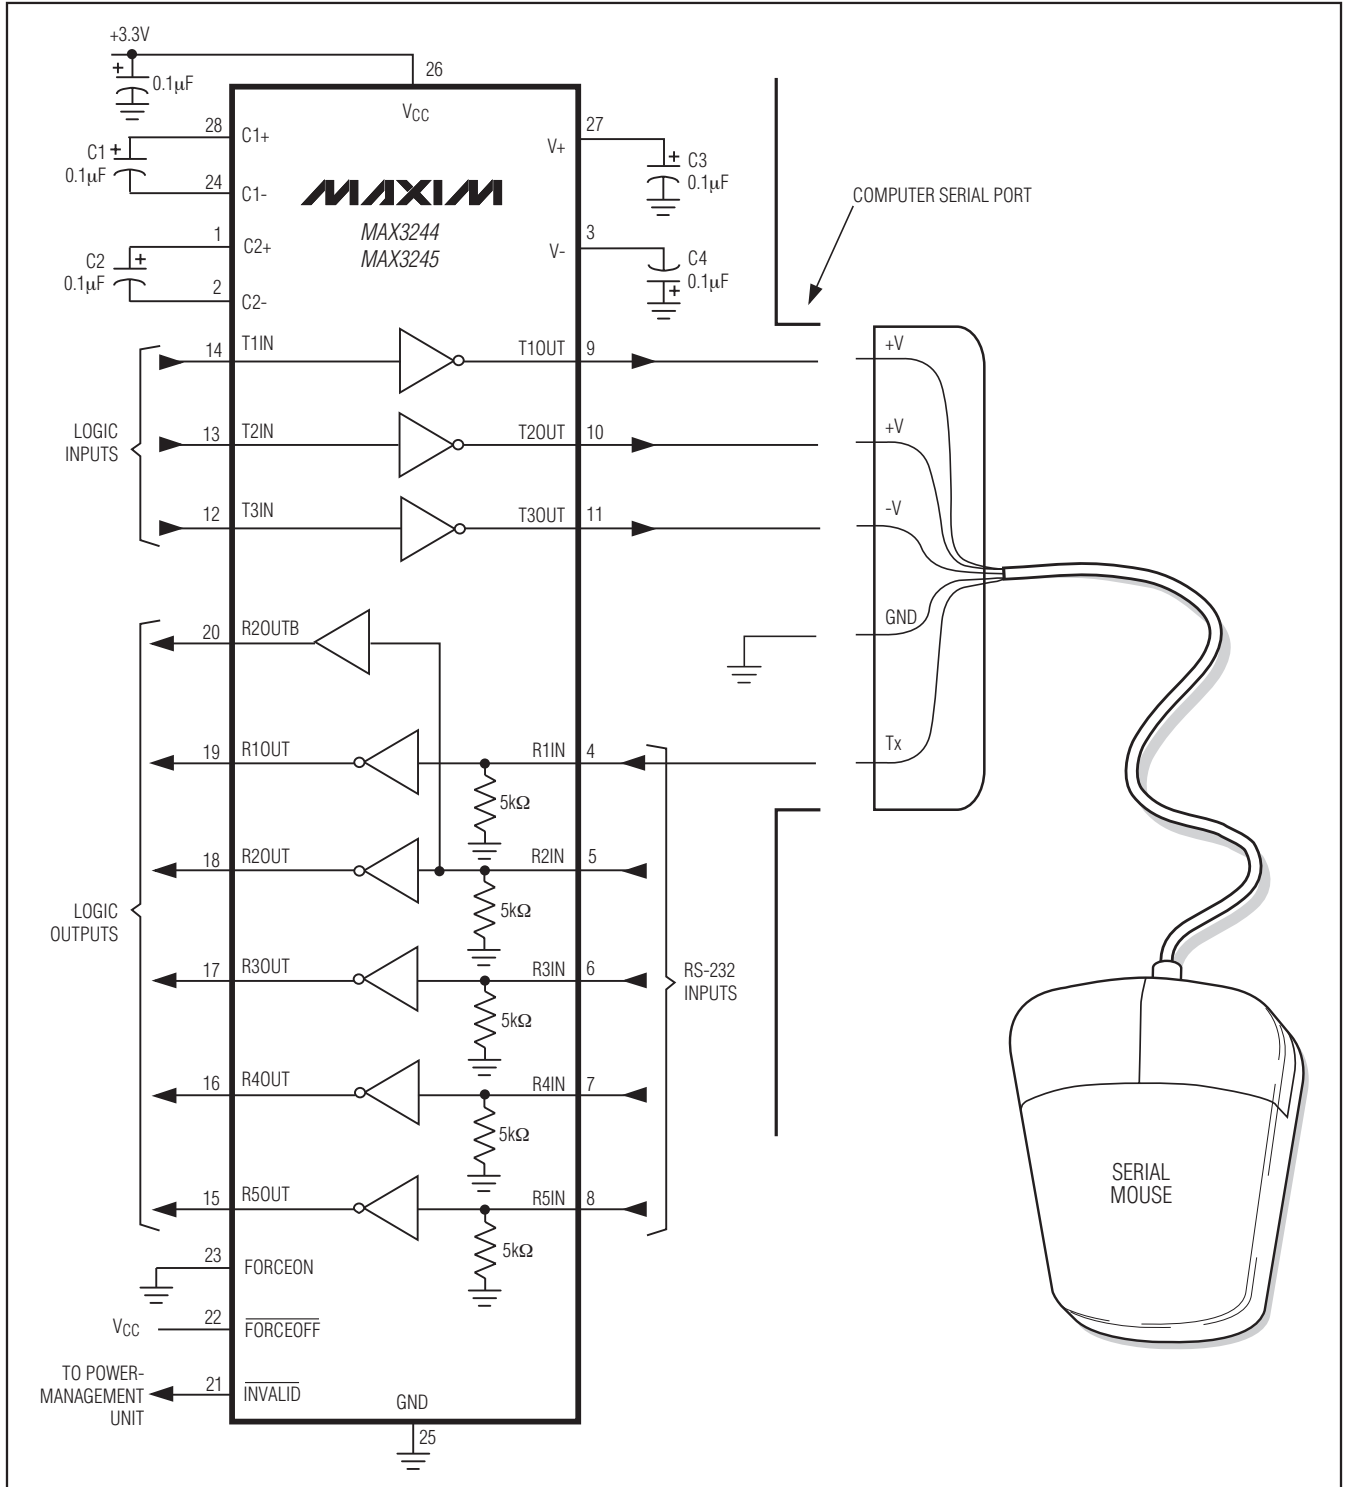 +3.3V
26
+
0.1μF
VCC
28
C1+
27
V+
C1
+
0.1μF
+
C3
0.1μF
24
C1-
MAXIM
COMPUTER SERIAL PORT
MAX3244
MAX3245
1
C2+
3
V-
C2
+
0.1μF
C4
0.1μF
+
2
C2-
14
T1IN
T1OUT
9
+V
LOGIC
INPUTS
13
T2IN
T2OUT
10
+V
12
T3IN
T3OUT
11
-V
20
R2OUTB
GND
19
R1OUT
R1IN
4
Tx
5kΩ
18
R2OUT
R2IN
5
5kΩ
LOGIC
OUTPUTS
17
R3OUT
R3IN
6
RS-232
INPUTS
5kΩ
16
R4OUT
R4IN
7
5kΩ
SERIAL
MOUSE
15
R5OUT
R5IN
8
5kΩ
23
FORCEON
VCC
22
FORCEOFF
TO POWER-
MANAGEMENT
UNIT
21
INVALID
GND
25